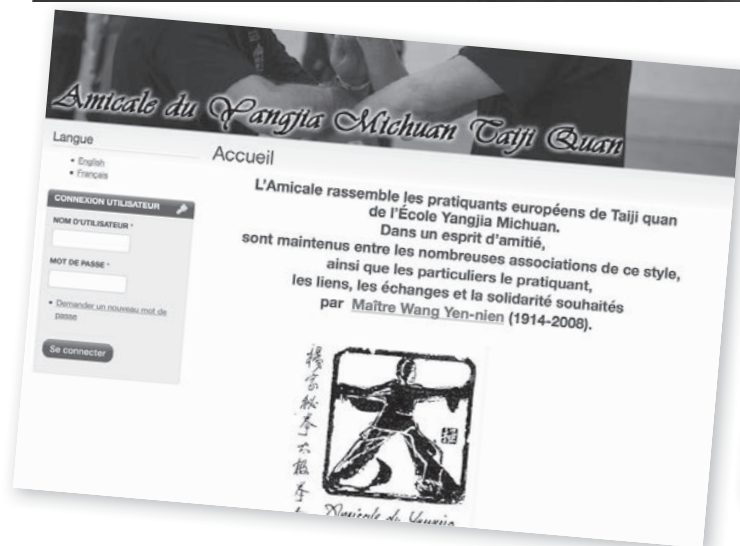 Amicale du Yangjia Michuan Taiji Quan
Langue
• English
• Français
CONNEXION UTILISATEUR
NOM D'UTILISATEUR *
MOT DE PASSE *
• Demander un nouveau mot de
passe
Se connecter
Accueil
L'Amicale rassemble les pratiquants européens de Taiji quan
de l'École Yangjia Michuan.
Dans un esprit d'amitié,
sont maintenus entre les nombreuses associations de ce style,
ainsi que les particuliers le pratiquant,
les liens, les échanges et la solidarité souhaités
par Maître Wang Yen-nien (1914-2008).
楊家秘拳太極拳
Amicale du Yangjia